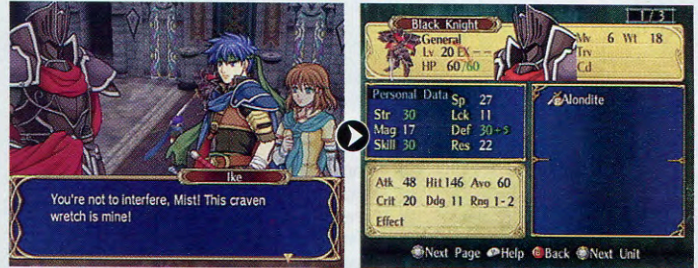 Ike
You're not to interfere, Mist! This craven
wretch is mine!
Black Knight
1/3
General
Lv 20 EX--
HP 60/60
Mv 6 Wt 18
Trv
Cd
Personal Data
Sp 27
Str 30
Lck 11
Mag 17
Def 30+5
Skill 30
Res 22
Alondite
Atk 48 Hit 146 Avo 60
Crit 20 Ddg 11 Rng 1-2
Effect
Next Page Help Back Next Unit